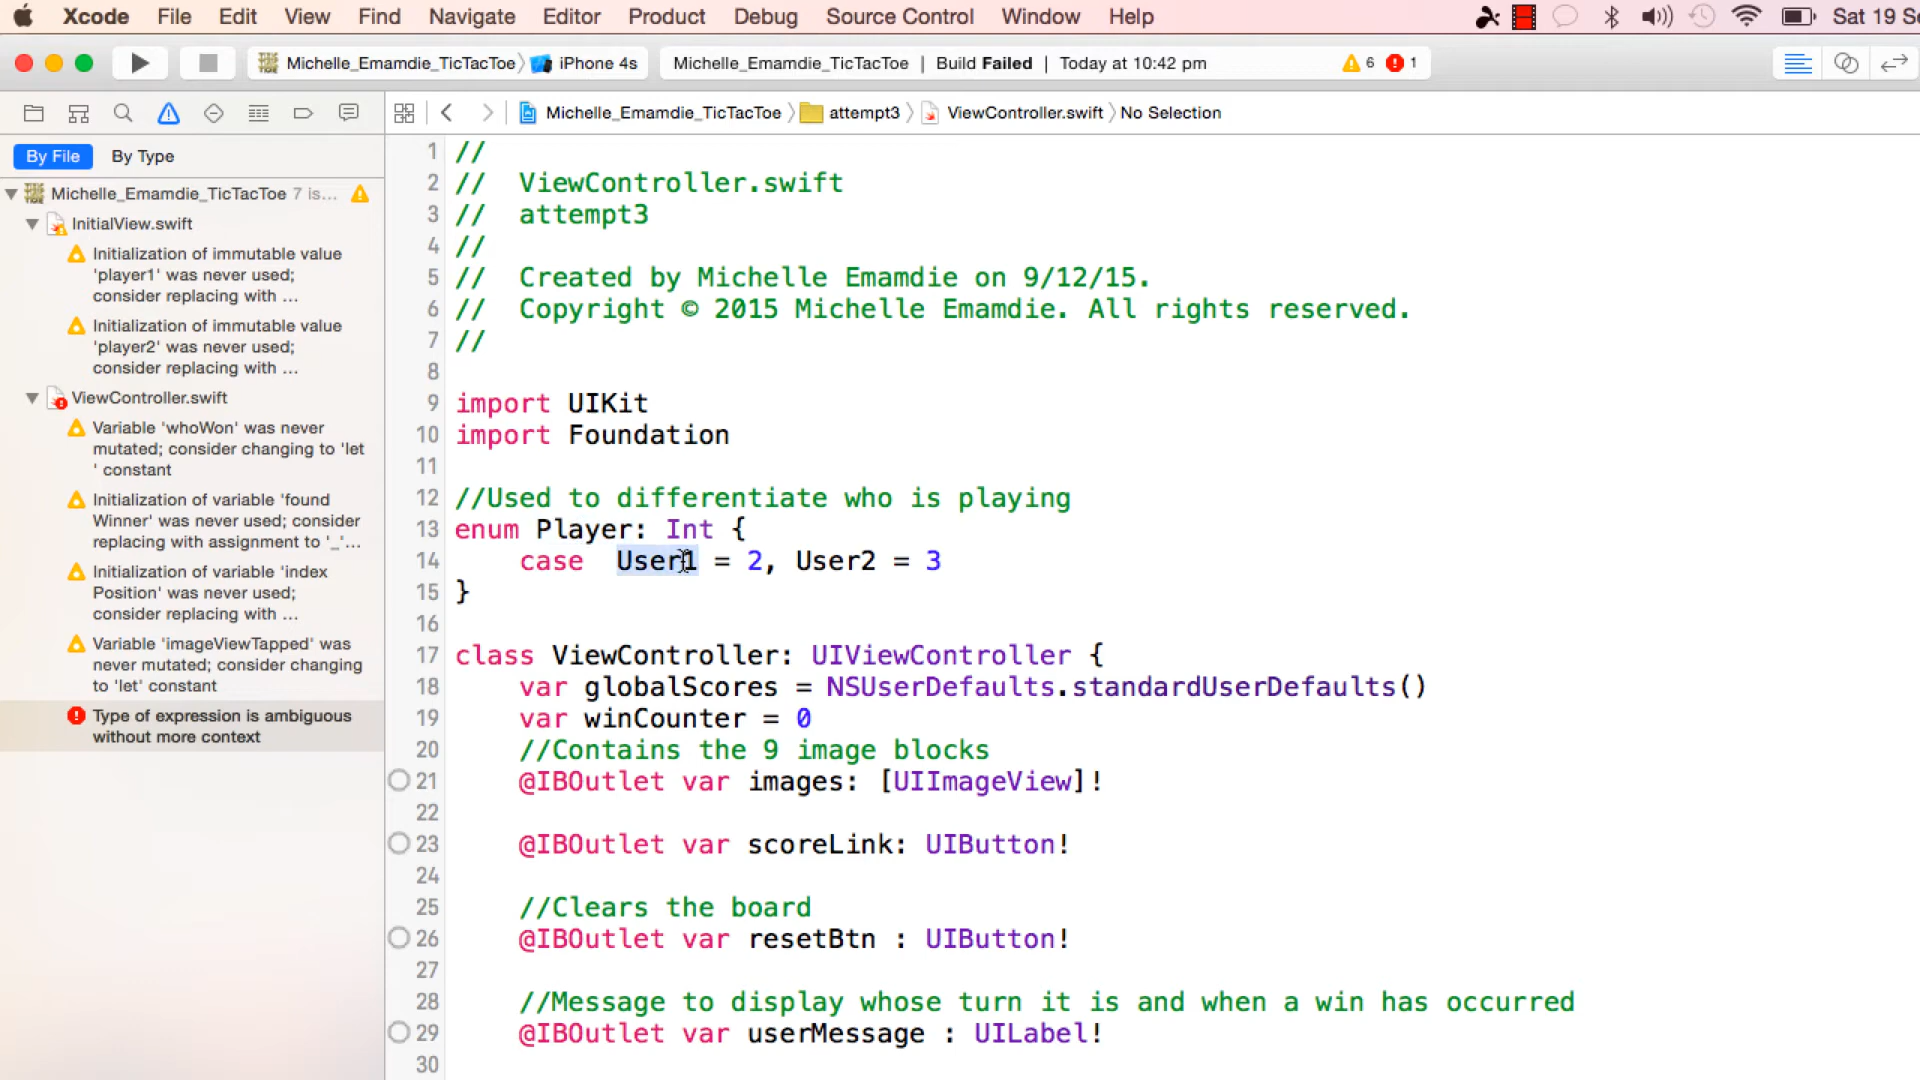 Xcode File Edit View Find Navigate Editor Product Debug Source Control Window Help Sat 19 Se
Michelle_Emamdie_TicTacToe iPhone 4s Michelle_Emamdie_TicTacToe | Build Failed | Today at 10:42 pm 6 1
Michelle_Emamdie_TicTacToe attempt3 ViewController.swift No Selection
By File By Type
Michelle_Emamdie_TicTacToe 7 is...
InitialView.swift
Initialization of immutable value
'player1' was never used;
consider replacing with ...
Initialization of immutable value
'player2' was never used;
consider replacing with ...
ViewController.swift
Variable 'whoWon' was never
mutated; consider changing to 'let
' constant
Initialization of variable 'found
Winner' was never used; consider
replacing with assignment to '_'...
Initialization of variable 'index
Position' was never used; consider
replacing with ...
Variable 'imageViewTapped' was
never mutated; consider changing
to 'let' constant
Type of expression is ambiguous
without more context
1 //
2 // ViewController.swift
3 // attempt3
4 //
5 // Created by Michelle Emamdie on 9/12/15.
6 // Copyright © 2015 Michelle Emamdie. All rights reserved.
7 //
8
9 import UIKit
10 import Foundation
11
12 //Used to differentiate who is playing
13 enum Player: Int {
14 case User1 = 2, User2 = 3
15 }
16
17 class ViewController: UIViewController {
18 var globalScores = NSUserDefaults.standardUserDefaults()
19 var winCounter = 0
20 //Contains the 9 image blocks
21 @IBOutlet var images: [UIImageView]!
22
23 @IBOutlet var scoreLink: UIButton!
24
25 //Clears the board
26 @IBOutlet var resetBtn : UIButton!
27
28 //Message to display whose turn it is and when a win has occurred
29 @IBOutlet var userMessage : UILabel!
30